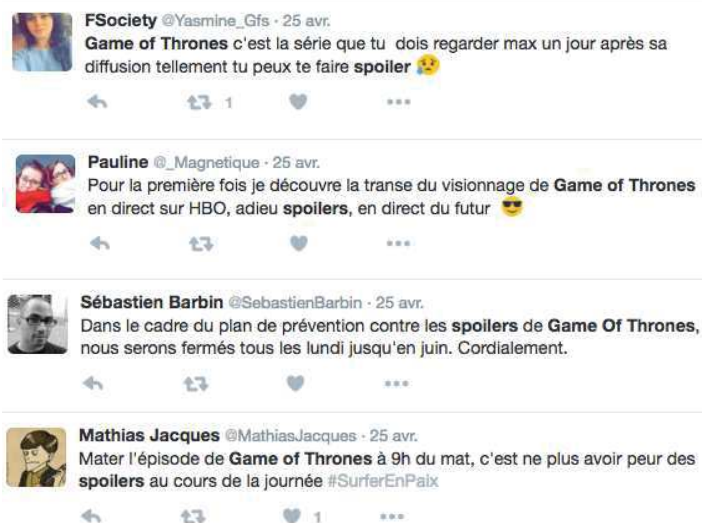 FSociety @Yasmine_Gfs · 25 avr.
Game of Thrones c'est la série que tu dois regarder max un jour après sa
diffusion tellement tu peux te faire spoiler 😥
1
Pauline @_Magnetique · 25 avr.
Pour la première fois je découvre la transe du visionnage de Game of Thrones
en direct sur HBO, adieu spoilers, en direct du futur 😎
Sébastien Barbin @SebastienBarbin · 25 avr.
Dans le cadre du plan de prévention contre les spoilers de Game Of Thrones,
nous serons fermés tous les lundi jusqu'en juin. Cordialement.
Mathias Jacques @MathiasJacques · 25 avr.
Mater l'épisode de Game of Thrones à 9h du mat, c'est ne plus avoir peur des
spoilers au cours de la journée #SurferEnPaix
1